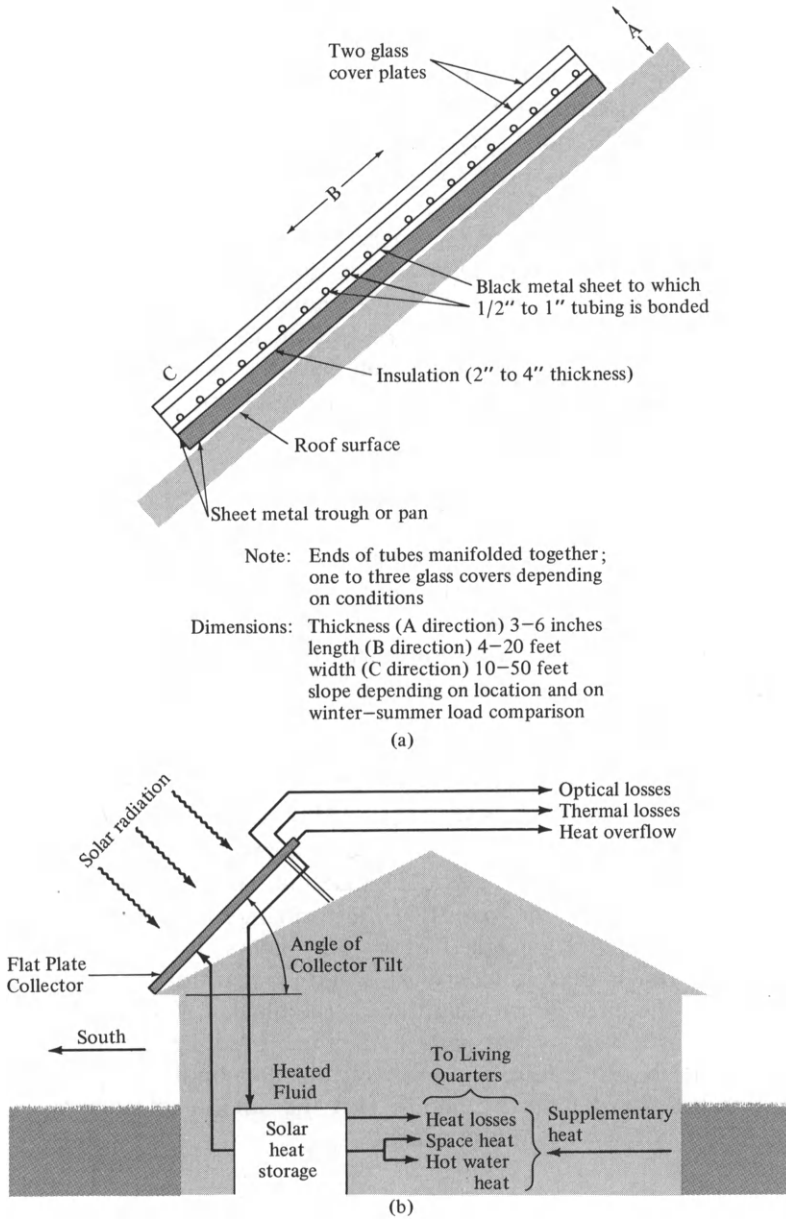 A
Two glass
cover plates
B
Black metal sheet to which
1/2" to 1" tubing is bonded
C
Insulation (2" to 4" thickness)
Roof surface
Sheet metal trough or pan
Note: Ends of tubes manifolded together;
one to three glass covers depending
on conditions
Dimensions: Thickness (A direction) 3–6 inches
length (B direction) 4–20 feet
width (C direction) 10–50 feet
slope depending on location and on
winter–summer load comparison
(a)
Solar radiation
Optical losses
Thermal losses
Heat overflow
Angle of
Collector Tilt
Flat Plate
Collector
South
Heated
Fluid
To Living
Quarters
Solar
heat
storage
Heat losses
Space heat
Hot water
heat
Supplementary
heat
(b)